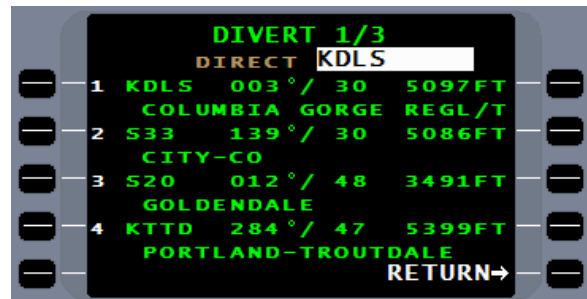 DIVERT 1/3
DIRECT KDLS
1 KDLS 003°/ 30 5097FT
COLUMBIA GORGE REGL/T
2 S33 139°/ 30 5086FT
CITY-CO
3 S20 012°/ 48 3491FT
GOLDENDALE
4 KTTD 284°/ 47 5399FT
PORTLAND-TROUTDALE
RETURN→